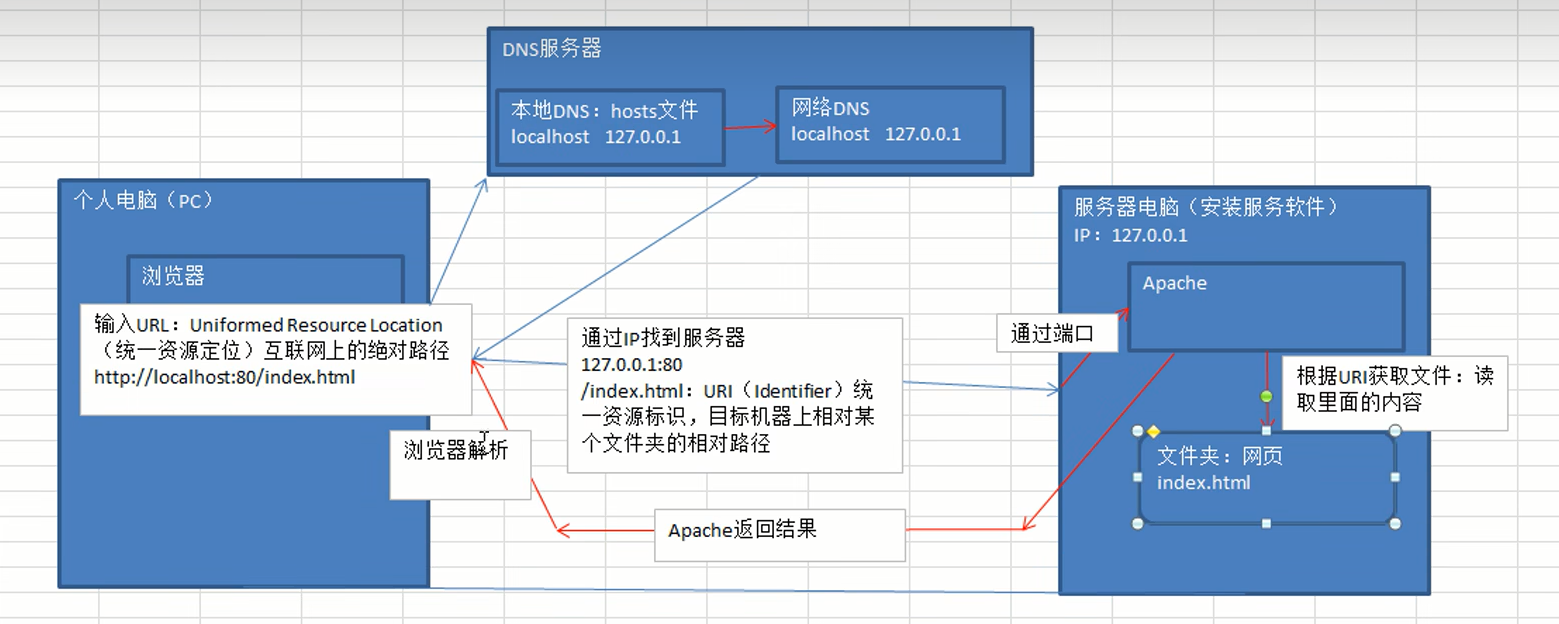 DNS服务器
本地DNS：hosts文件
localhost 127.0.0.1
网络DNS
localhost 127.0.0.1
个人电脑（PC）
浏览器
输入URL：Uniformed Resource Location
（统一资源定位）互联网上的绝对路径
http://localhost:80/index.html
浏览器解析
通过IP找到服务器
127.0.0.1:80
/index.html：URI（Identifier）统
一资源标识，目标机器上相对某
个文件夹的相对路径
Apache返回结果
服务器电脑（安装服务软件）
IP：127.0.0.1
通过端口
Apache
根据URI获取文件：读
取里面的内容
文件夹：网页
index.html